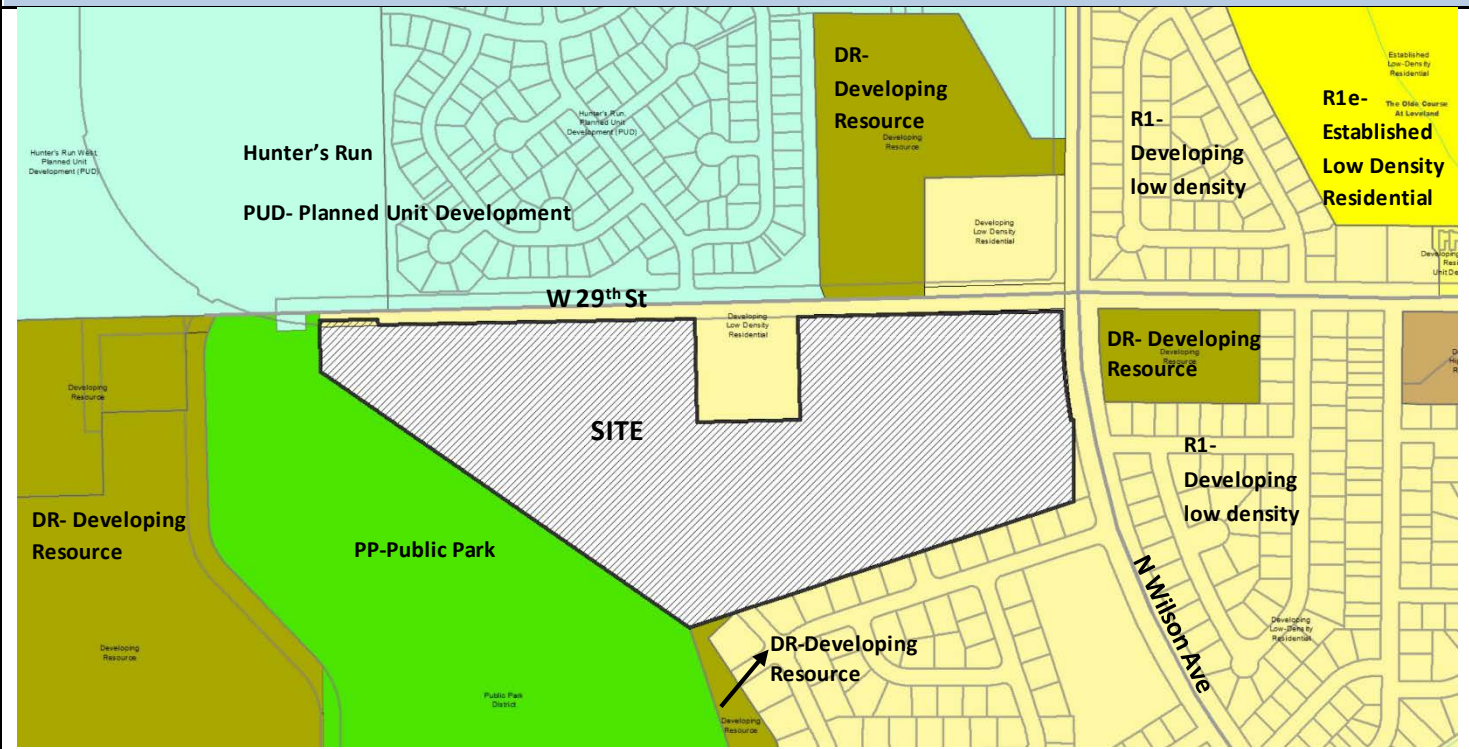 Hunter's Run West,
Planned Unit
Development (PUD)
Hunter's Run
PUD- Planned Unit Development
Hunter's Run,
Planned Unit
Development (PUD)
DR-
Developing
Resource
Developing
Resource
Developing
Low Density
Residential
R1-
Developing
low density
Established
Low-Density
Residential
The Olde Course
At Loveland
R1e-
Established
Low Density
Residential
W 29th St
Developing
Low Density
Residential
DR- Developing
Resource
Developing
Resource
Developing
Resource
SITE
R1-
Developing
low density
DR- Developing
Resource
PP-Public Park
N Wilson Ave
Developing
Low-Density
Residential
DR-Developing
Resource
Developing
Resource
Public Park
District
Developing
Resource